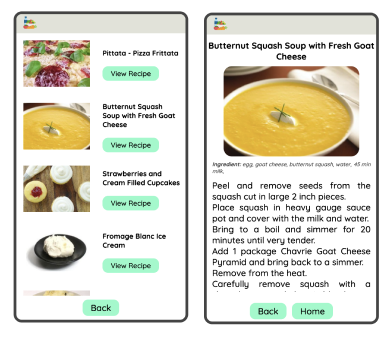 Pittata - Pizza Frittata
View Recipe
Butternut Squash
Soup with Fresh Goat
Cheese
View Recipe
Strawberries and
Cream Filled Cupcakes
View Recipe
Fromage Blanc Ice
Cream
View Recipe
Back
Butternut Squash Soup with Fresh Goat
Cheese
Ingredient: egg, goat cheese, butternut squash, water, 45 min
milk,
Peel and remove seeds from the
squash cut in large 2 inch pieces.
Place squash in heavy gauge sauce
pot and cover with the milk and water.
Bring to a boil and simmer for 20
minutes until very tender.
Add 1 package Chavrie Goat Cheese
Pyramid and bring back to a simmer.
Remove from the heat.
Carefully remove squash with a
Back
Home